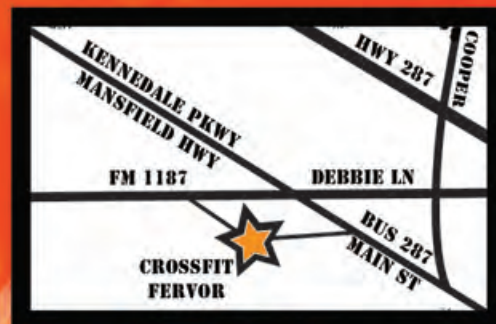 KENNEDALE PKWY
MANSFIELD HWY
HWY 287
COOPER
FM 1187
DEBBIE LN
BUS 287
MAIN ST
CROSSFIT
FERVOR